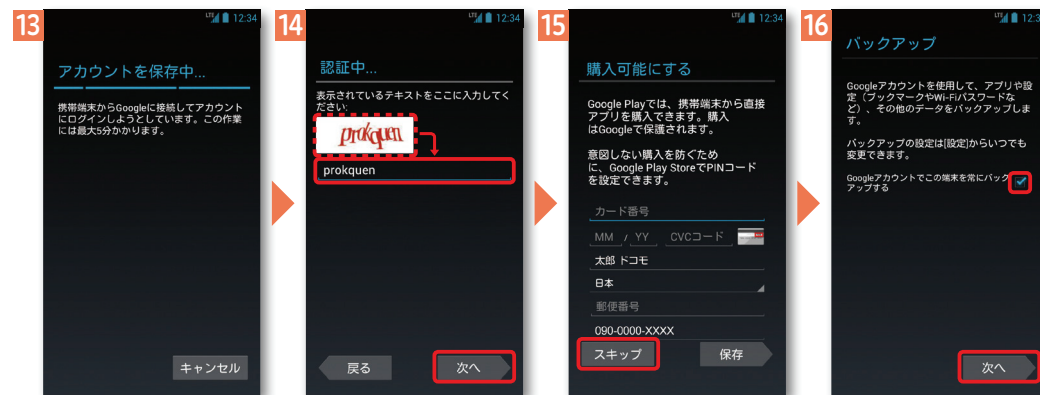 13
LTE 12:34
アカウントを保存中...
携帯端末からGoogleに接続してアカウント
にログインしようとしています。この作業
には最大5分かかります。
キャンセル
14
LTE 12:34
認証中...
表示されているテキストをここに入力してく
ださい:
prokquen
prokquen
戻る
次へ
15
LTE 12:34
購入可能にする
Google Playでは、携帯端末から直接
アプリを購入できます。購入
はGoogleで保護されます。
意図しない購入を防ぐため
に、Google Play StoreでPINコード
を設定できます。
カード番号
MM / YY CVCコード
太郎 ドコモ
日本
郵便番号
090-0000-XXXX
スキップ
保存
16
LTE 12:3
バックアップ
Googleアカウントを使用して、アプリや設
定（ブックマークやWi-Fiパスワードな
ど）、その他のデータをバックアップしま
す。
バックアップの設定は[設定]からいつでも
変更できます。
Googleアカウントでこの端末を常にバック
アップする
次へ